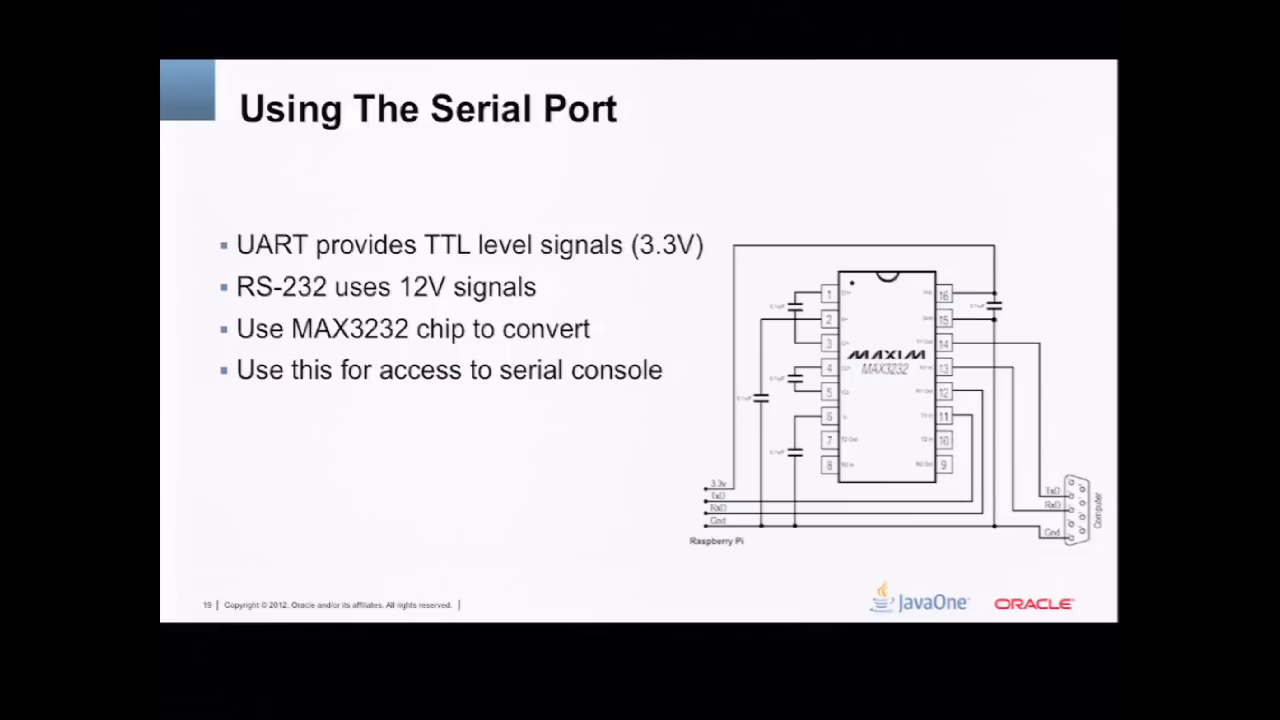 Using The Serial Port
UART provides TTL level signals (3.3V)
RS-232 uses 12V signals
Use MAX3232 chip to convert
Use this for access to serial console
1
2
3
4
5
6
7
8
16
15
14
13
12
11
10
9
MAXIM
MAX3232
3.3v
TxD
RxD
Gnd
Raspberry Pi
TxD
RxD
Gnd
Computer
19
Copyright © 2012, Oracle and/or its affiliates. All rights reserved.
JavaOne
ORACLE